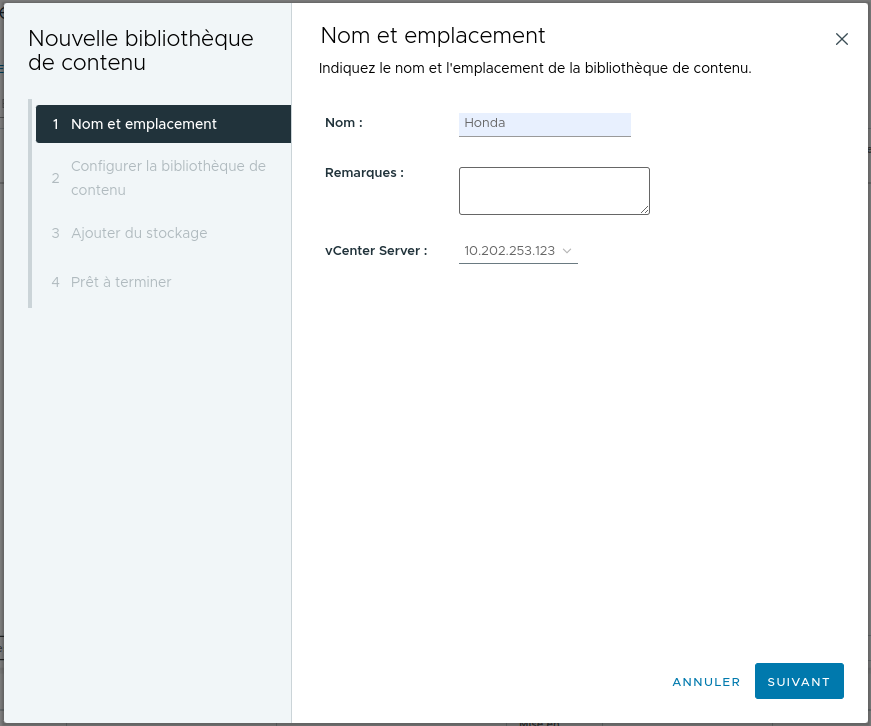 Nouvelle bibliothèque
de contenu
1 Nom et emplacement
2 Configurer la bibliothèque de
contenu
3 Ajouter du stockage
4 Prêt à terminer
Nom et emplacement
Indiquez le nom et l'emplacement de la bibliothèque de contenu.
Nom : Honda
Remarques :
vCenter Server : 10.202.253.123
ANNULER SUIVANT